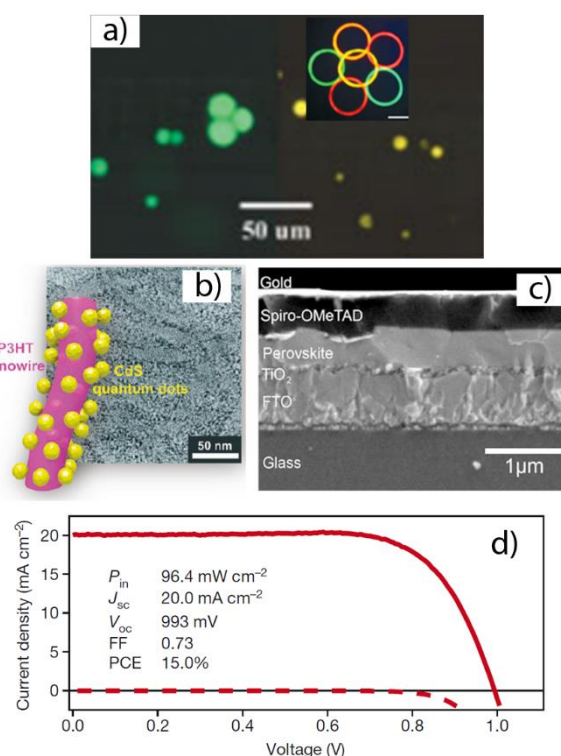 a)
50 um
b)
P3HT
nowire
CdS
quantum dots
50 nm
c)
Gold
Spiro-OMeTAD
Perovskite
TiO₂
FTO
Glass
1μm
d)
Current density (mA cm⁻²)
20
15
10
5
0
P_in 96.4 mW cm⁻²
J_sc 20.0 mA cm⁻²
V_oc 993 mV
FF 0.73
PCE 15.0%
0.0 0.2 0.4 0.6 0.8 1.0
Voltage (V)